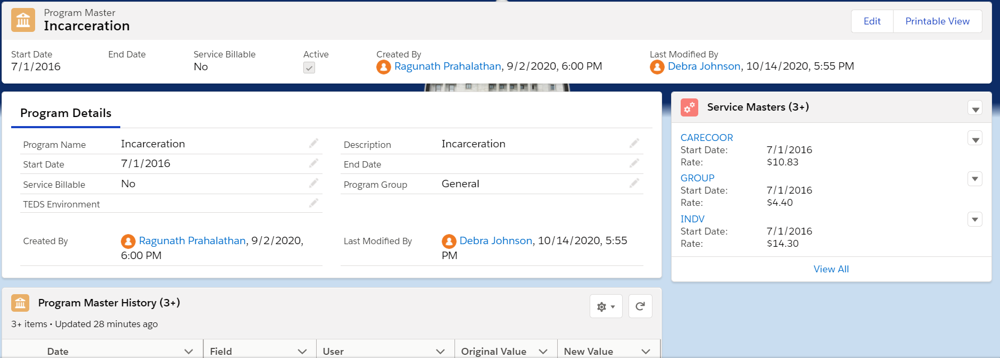 Program Master
Incarceration
Edit
Printable View
Start Date
End Date
Service Billable
Active
Created By
Last Modified By
7/1/2016
No
Ragunath Prahalathan, 9/2/2020, 6:00 PM
Debra Johnson, 10/14/2020, 5:55 PM
Program Details
Program Name
Incarceration
Description
Incarceration
Start Date
7/1/2016
End Date
Service Billable
No
Program Group
General
TEDS Environment
Created By
Ragunath Prahalathan, 9/2/2020,
6:00 PM
Last Modified By
Debra Johnson, 10/14/2020, 5:55
PM
Service Masters (3+)
CARECOOR
Start Date: 7/1/2016
Rate: $10.83
GROUP
Start Date: 7/1/2016
Rate: $4.40
INDV
Start Date: 7/1/2016
Rate: $14.30
View All
Program Master History (3+)
3+ items • Updated 28 minutes ago
Date
Field
User
Original Value
New Value